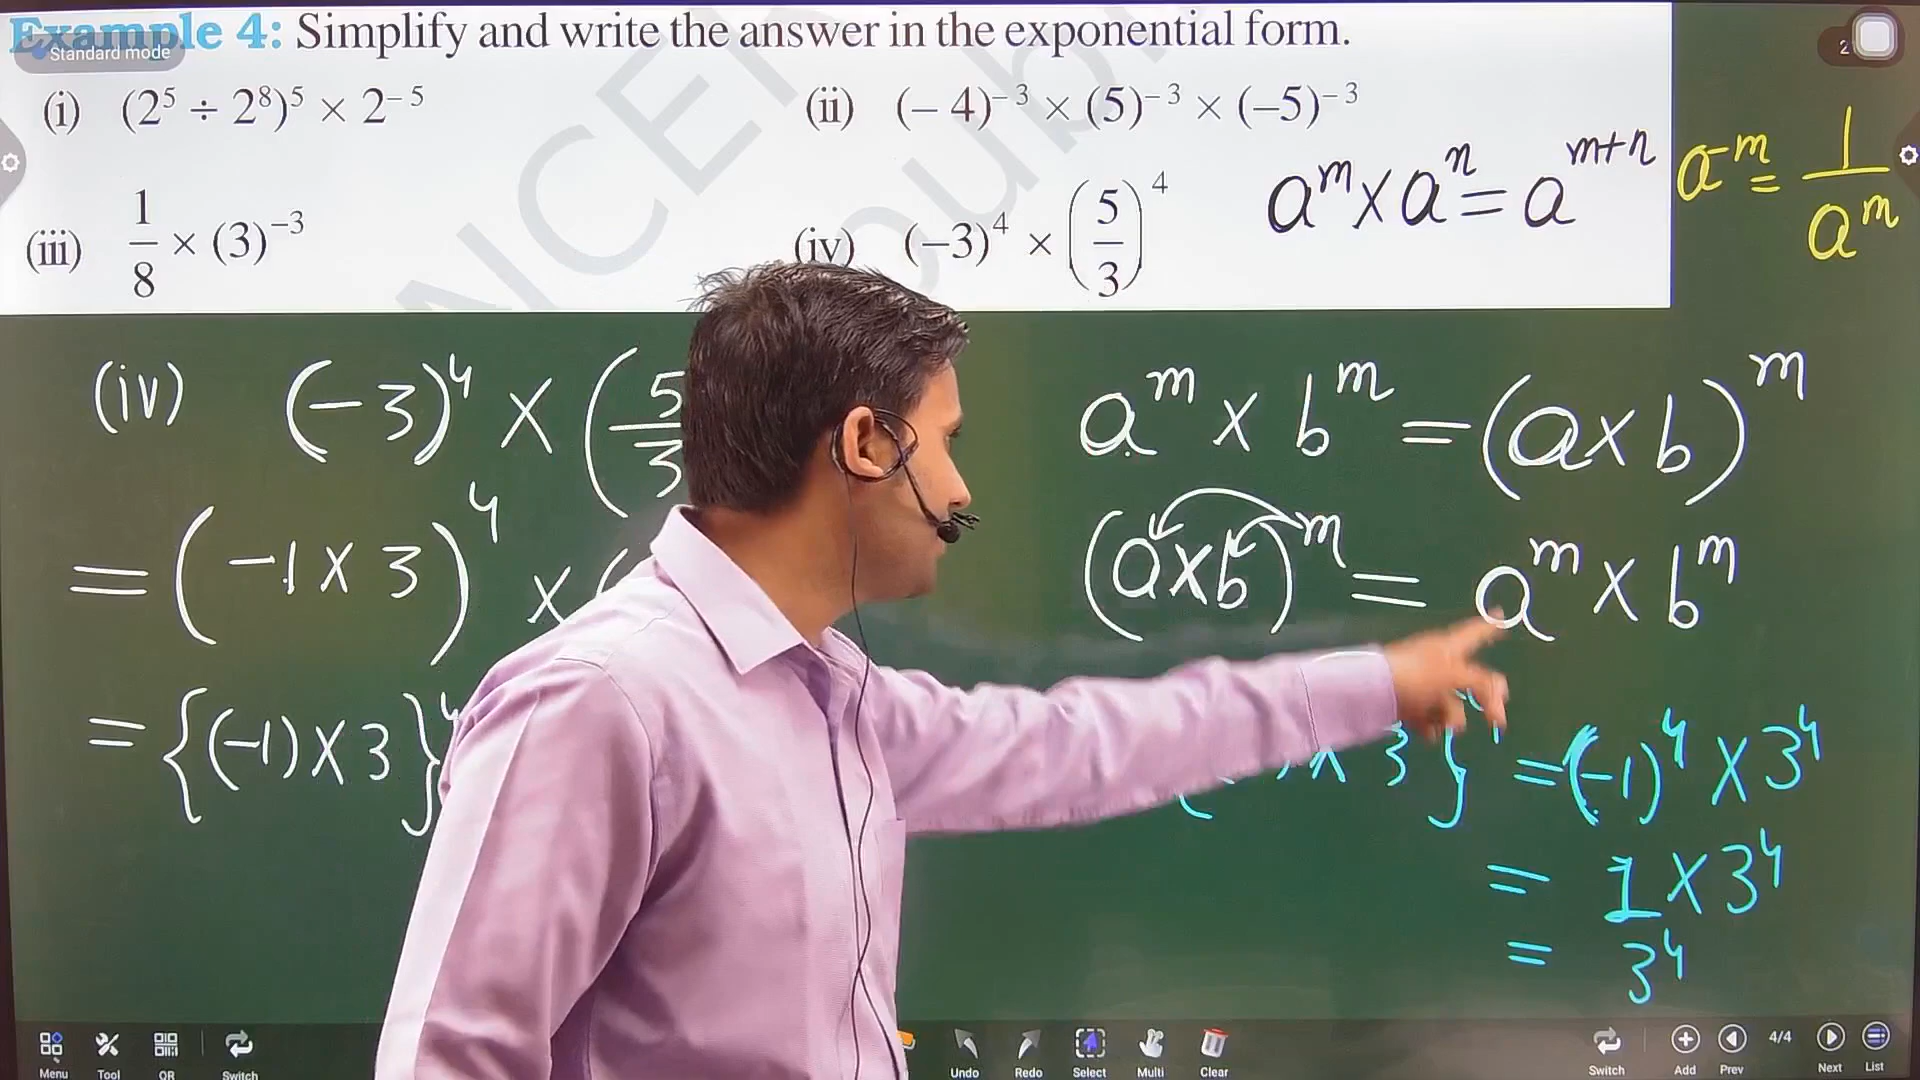 Example 4: Simplify and write the answer in the exponential form.
Standard mode
2
(i) (2⁵ ÷ 2⁸)⁵ × 2⁻⁵
(ii) (– 4)⁻³ × (5)⁻³ × (–5)⁻³
(iii) 1/8 × (3)⁻³
(iv) (–3)⁴ × (5/3)⁴
aᵐ × aⁿ = aᵐ⁺ⁿ
a⁻ᵐ = 1/aᵐ
(iv) (-3)⁴ × (5/3
= (-1 × 3)⁴ × (
= {(-1) × 3}⁴
aᵐ × bᵐ = (a × b)ᵐ
(a × b)ᵐ = aᵐ × bᵐ
× 3}⁴ = (-1)⁴ × 3⁴
= 1 × 3⁴
= 3⁴
Menu Tool QR Switch Undo Redo Select Multi Clear Switch Add Prev 4/4 Next List